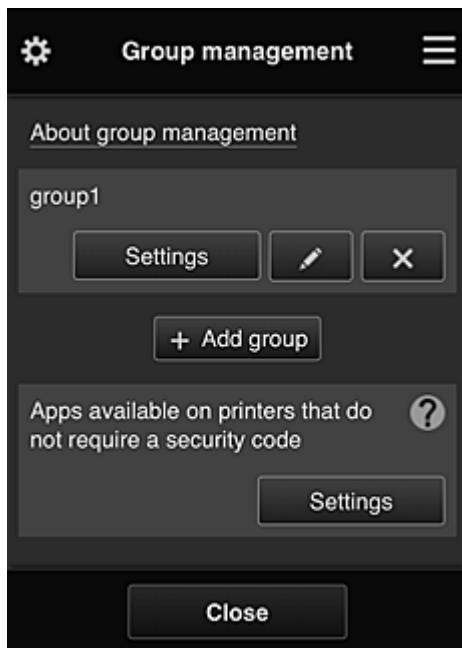 Group management
About group management
group1
Settings
+ Add group
Apps available on printers that do
not require a security code
?
Settings
Close